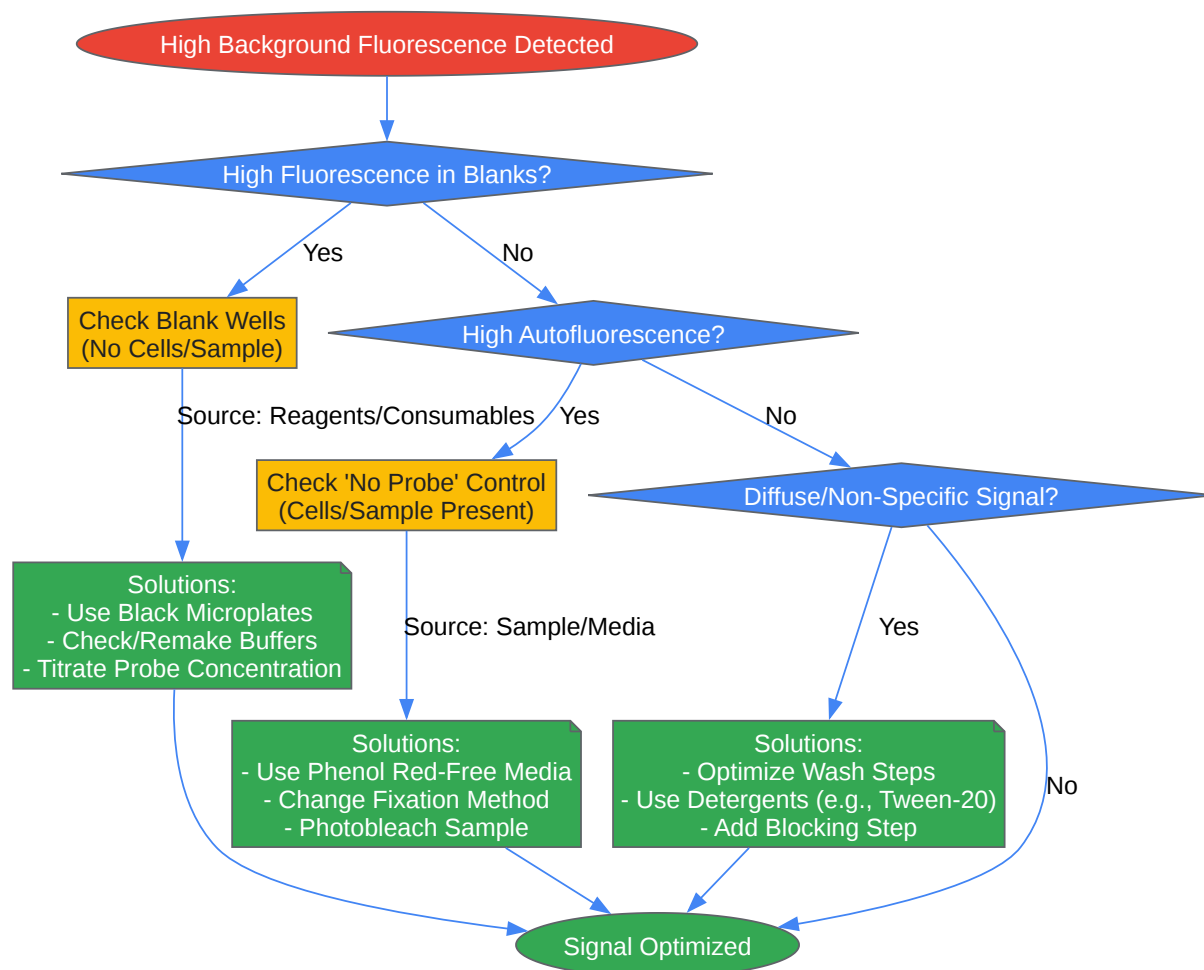 High Background Fluorescence Detected
High Fluorescence in Blanks?
Yes
No
Check Blank Wells
(No Cells/Sample)
High Autofluorescence?
Source: Reagents/Consumables
Yes
No
Check 'No Probe' Control
(Cells/Sample Present)
Diffuse/Non-Specific Signal?
Solutions:
- Use Black Microplates
- Check/Remake Buffers
- Titrate Probe Concentration
Source: Sample/Media
Yes
Solutions:
- Use Phenol Red-Free Media
- Change Fixation Method
- Photobleach Sample
Solutions:
- Optimize Wash Steps
- Use Detergents (e.g., Tween-20)
- Add Blocking Step
No
Signal Optimized